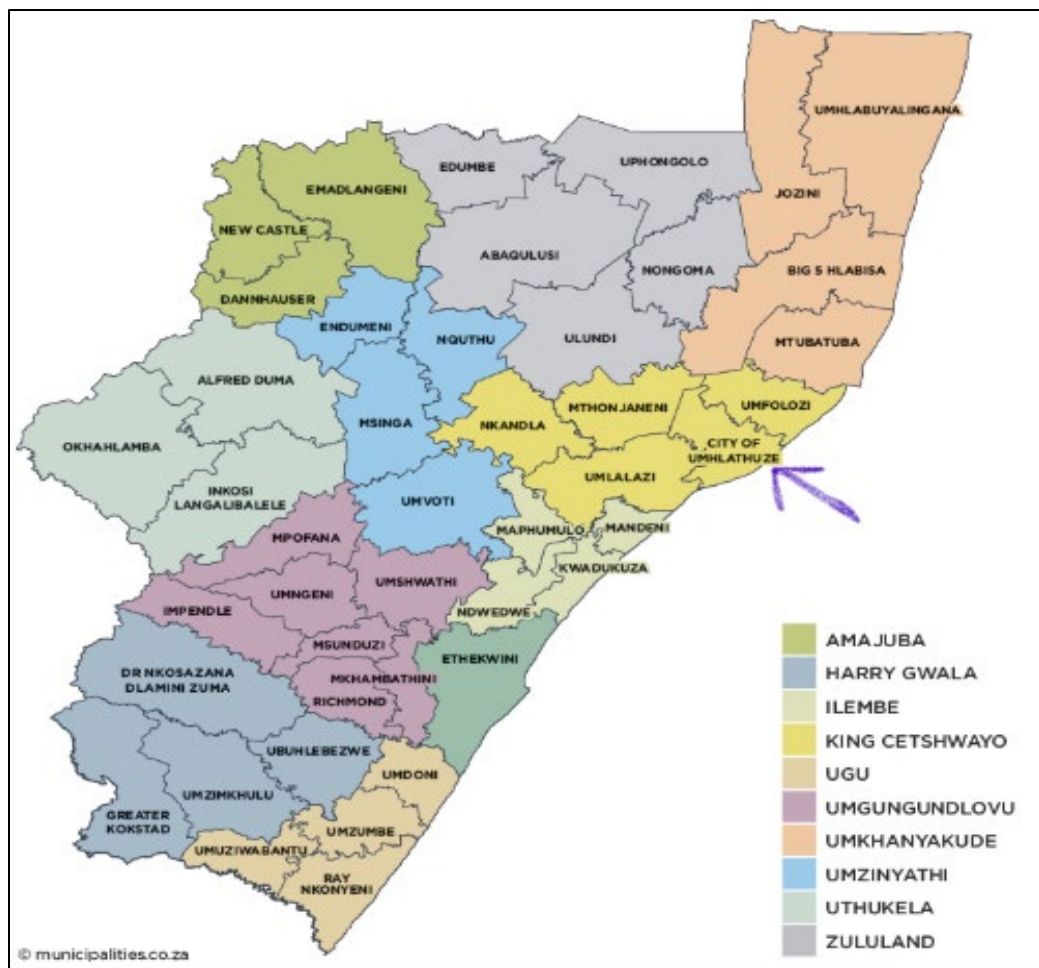 UMHLABUYALINGANA
EDUMBE
UPHONGOLO
EMADLANGENI
JOZINI
NEW CASTLE
ABAQULUSI
NONGOMA
BIG 5 HLABISA
DANNHAUSER
ENDUMENI
NQUTHU
ULUNDI
MTUBATUBA
ALFRED DUMA
MTHONJANENI
UMFOLOZI
MSINGA
NKANDLA
CITY OF
UMHLATHUZE
OKHAHLAMBA
UMLALAZI
INKOSI
LANGALIBALELE
UMVOTI
MAPHUMULO
MANDENI
MPOFANA
KWADUKUZA
UMSHWATHI
UMNGENI
IMPENDLE
NDWEDWE
MSUNDUZI
ETHEKWINI
DR NKOSAZANA
DLAMINI ZUMA
MKHAMBATHINI
RICHMOND
UBUHLEBEZWE
UMDONI
UMZIMKHULU
GREATER
KOKSTAD
UMZUMBE
UMUZIWABANTU
RAY
NKONYENI
AMAJUBA
HARRY GWALA
ILEMBE
KING CETSHWAYO
UGU
UMGUNGUNDLOVU
UMKHANYAKUDE
UMZINYATHI
UTHUKELA
ZULULAND
© municipalities.co.za